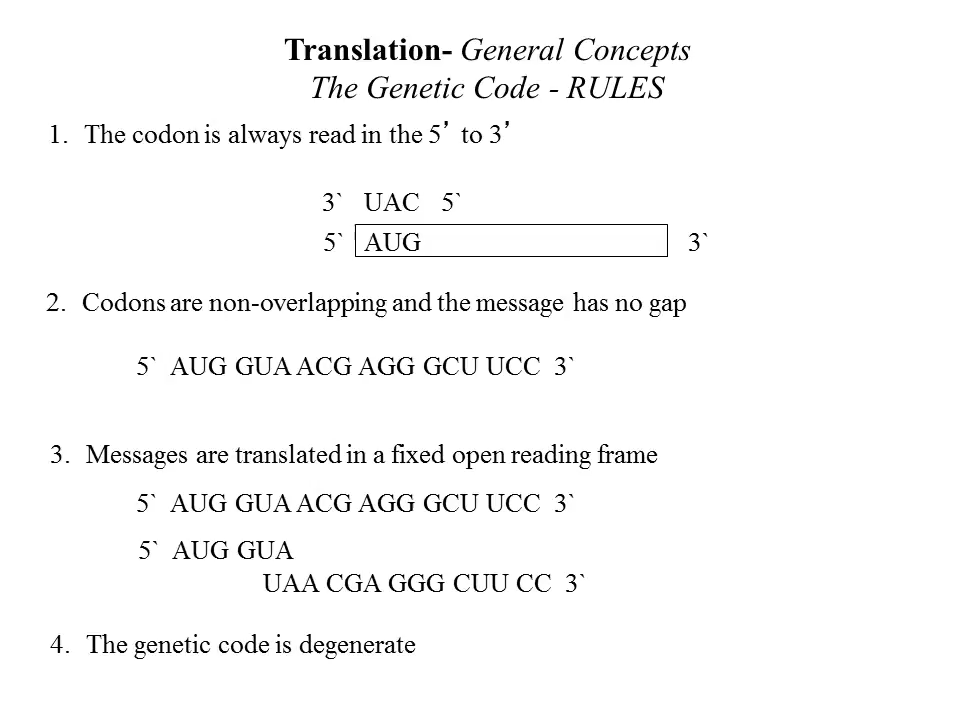 Translation- General Concepts
The Genetic Code - RULES
1. The codon is always read in the 5’ to 3’
3` UAC 5`
5` AUG 3`
2. Codons are non-overlapping and the message has no gap
5` AUG GUA ACG AGG GCU UCC 3`
3. Messages are translated in a fixed open reading frame
5` AUG GUA ACG AGG GCU UCC 3`
5` AUG GUA
UAA CGA GGG CUU CC 3`
4. The genetic code is degenerate